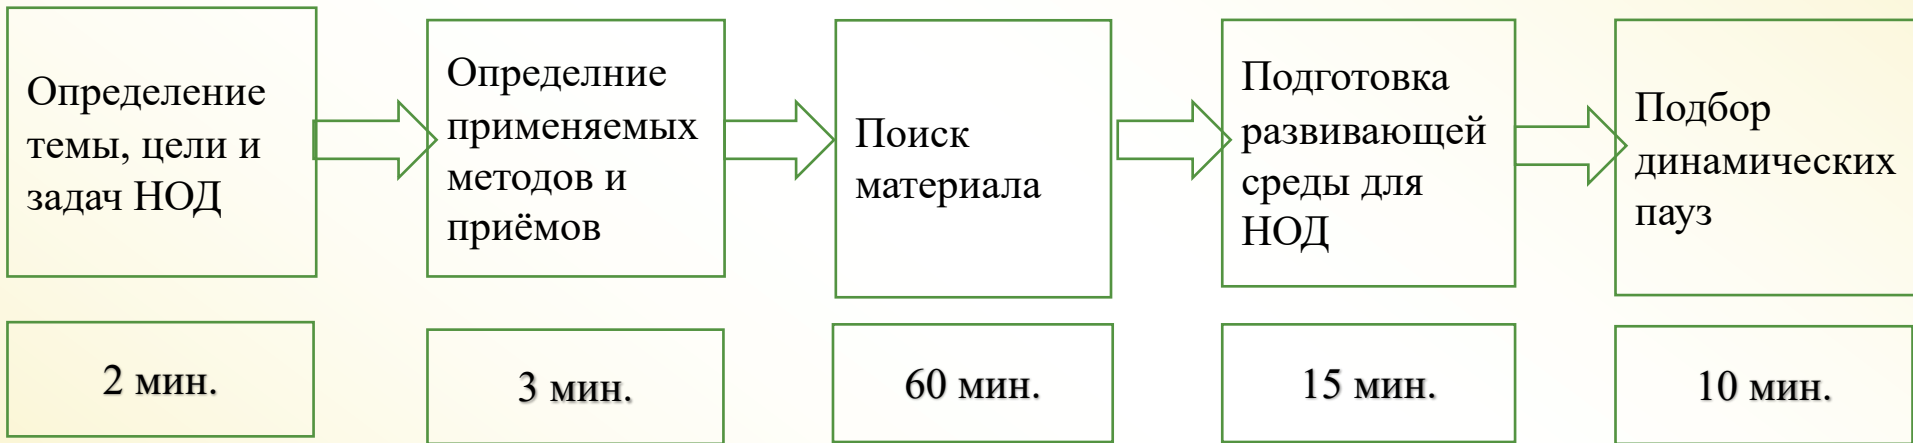 Определение
темы, цели и
задач НОД
Определние
применяемых
методов и
приёмов
Поиск
материала
Подготовка
развивающей
среды для
НОД
Подбор
динамических
пауз
2 мин.
3 мин.
60 мин.
15 мин.
10 мин.